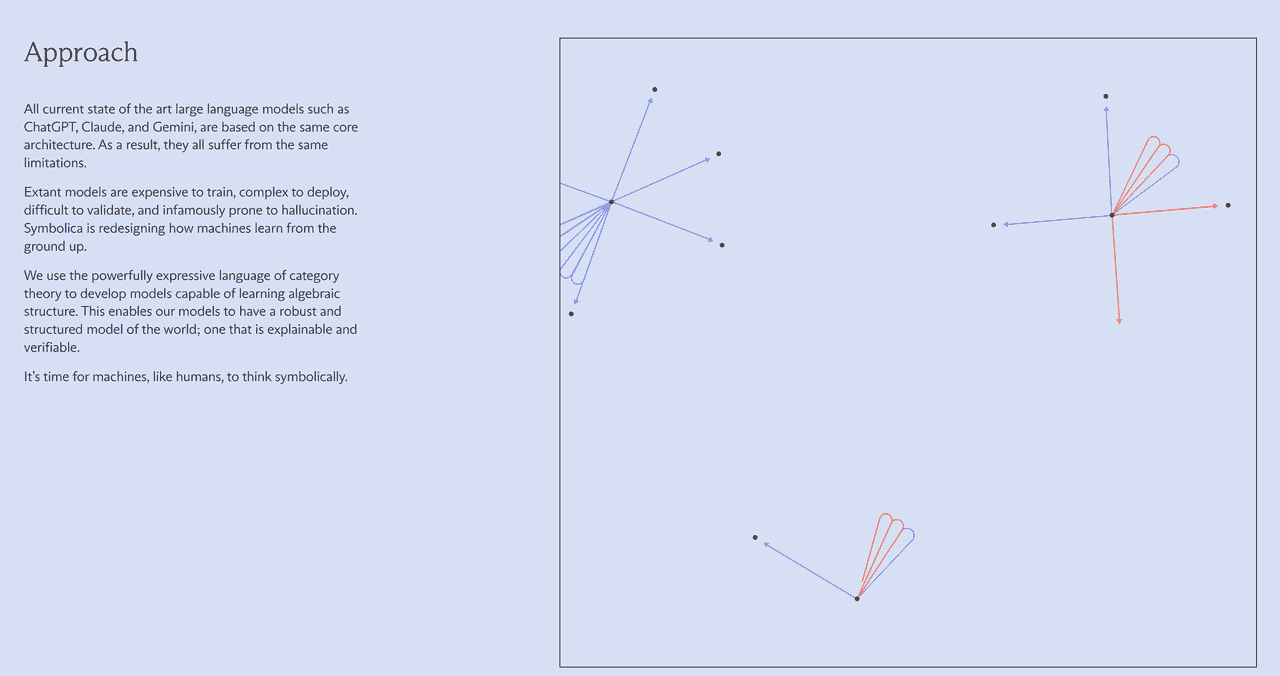 Approach
All current state of the art large language models such as
ChatGPT, Claude, and Gemini, are based on the same core
architecture. As a result, they all suffer from the same
limitations.
Extant models are expensive to train, complex to deploy,
difficult to validate, and infamously prone to hallucination.
Symbolica is redesigning how machines learn from the
ground up.
We use the powerfully expressive language of category
theory to develop models capable of learning algebraic
structure. This enables our models to have a robust and
structured model of the world; one that is explainable and
verifiable.
It’s time for machines, like humans, to think symbolically.